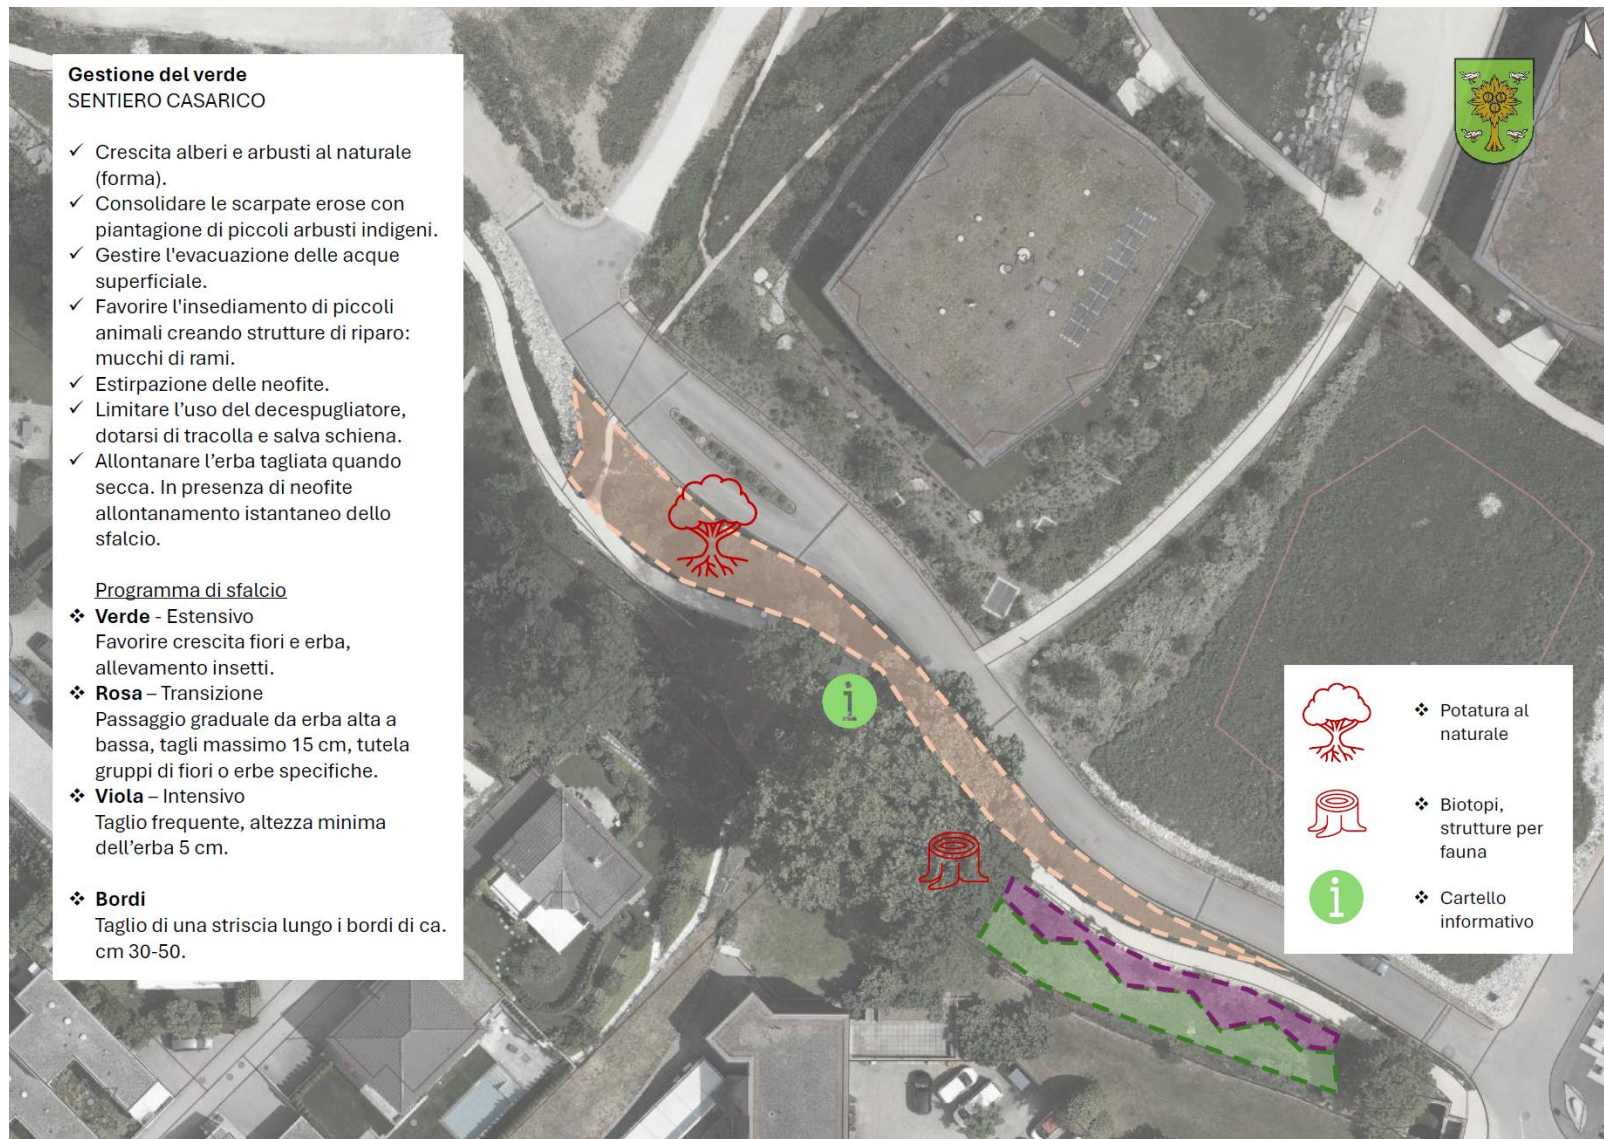 Gestione del verde
SENTIERO CASARICO
✓ Crescita alberi e arbusti al naturale
(forma).
✓ Consolidare le scarpate erose con
piantagione di piccoli arbusti indigeni.
✓ Gestire l'evacuazione delle acque
superficiale.
✓ Favorire l'insediamento di piccoli
animali creando strutture di riparo:
mucchi di rami.
✓ Estirpazione delle neofite.
✓ Limitare l’uso del decespugliatore,
dotarsi di tracolla e salva schiena.
✓ Allontanare l’erba tagliata quando
secca. In presenza di neofite
allontanamento istantaneo dello
sfalcio.
Programma di sfalcio
❖ Verde - Estensivo
Favorire crescita fiori e erba,
allevamento insetti.
❖ Rosa – Transizione
Passaggio graduale da erba alta a
bassa, tagli massimo 15 cm, tutela
gruppi di fiori o erbe specifiche.
❖ Viola – Intensivo
Taglio frequente, altezza minima
dell’erba 5 cm.
❖ Bordi
Taglio di una striscia lungo i bordi di ca.
cm 30-50.
i
❖ Potatura al
naturale
❖ Biotopi,
strutture per
fauna
i
❖ Cartello
informativo